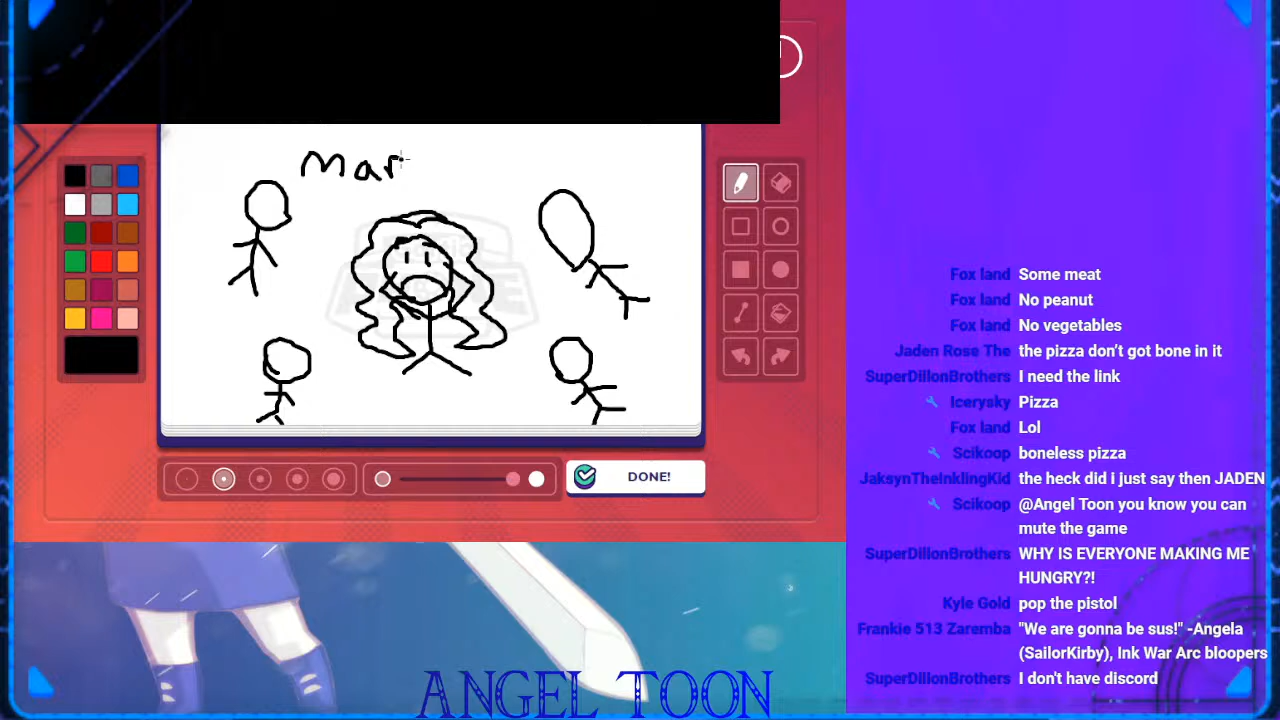 Mar
Fox land Some meat
Fox land No peanut
Fox land No vegetables
Jaden Rose The the pizza don’t got bone in it
SuperDillonBrothers I need the link
Icerysky Pizza
Fox land Lol
Scikoop boneless pizza
JaksynTheInklingKid the heck did I just say then JADEN
Scikoop @Angel Toon you know you can
mute the game
SuperDillonBrothers WHY IS EVERYONE MAKING ME
HUNGRY?!
Kyle Gold pop the pistol
Frankie 513 Zaremba "We are gonna be sus!" -Angela
(SailorKirby), Ink War Arc bloopers
SuperDillonBrothers I don't have discord
DONE!
ANGEL TOON